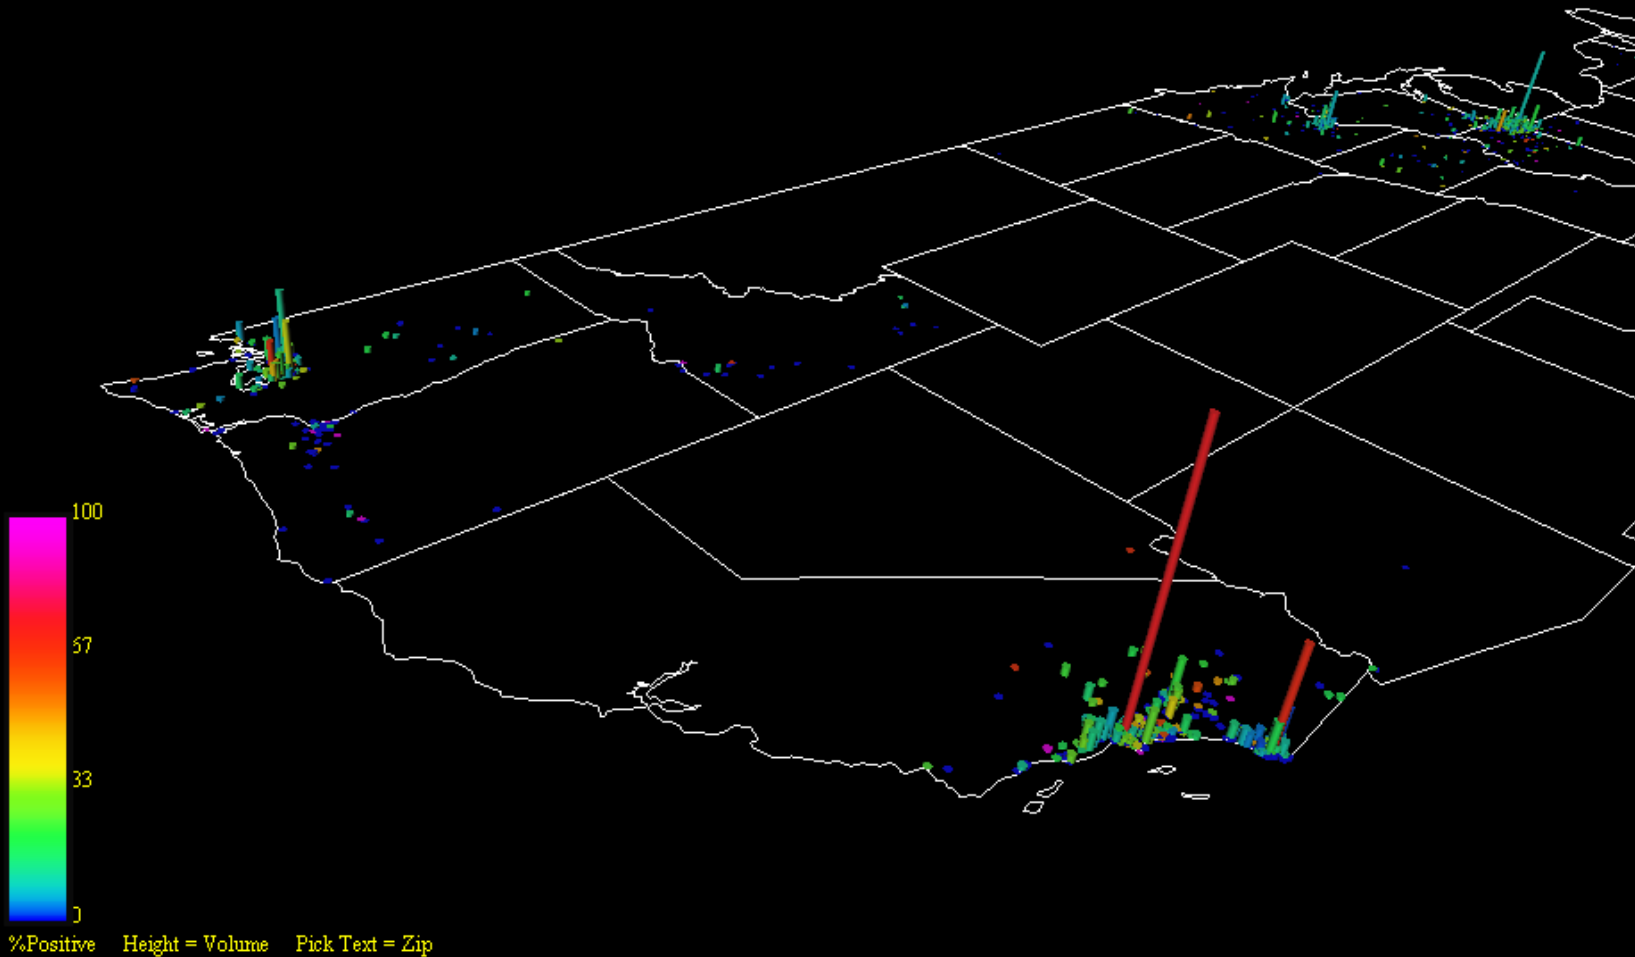 100
67
33
0
%Positive Height = Volume Pick Text = Zip